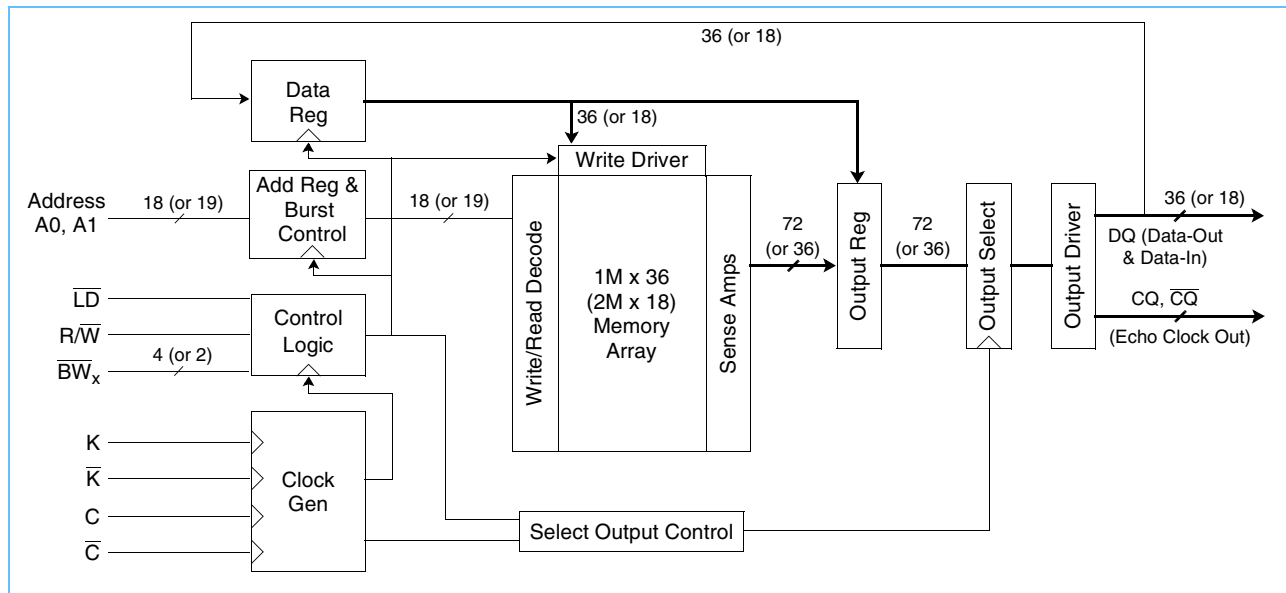 36 (or 18)
Data
Reg
36 (or 18)
Write Driver
Address
A0, A1
18 (or 19)
Add Reg &
Burst
Control
18 (or 19)
Write/Read Decode
1M x 36
(2M x 18)
Memory
Array
Sense Amps
72
(or 36)
Output Reg
72
(or 36)
Output Select
Output Driver
36 (or 18)
DQ (Data-Out
& Data-In)
CQ, C̅Q̅
(Echo Clock Out)
L̅D̅
R/W̅
B̅W̅ₓ
4 (or 2)
Control
Logic
K
K̅
C
C̅
Clock
Gen
Select Output Control